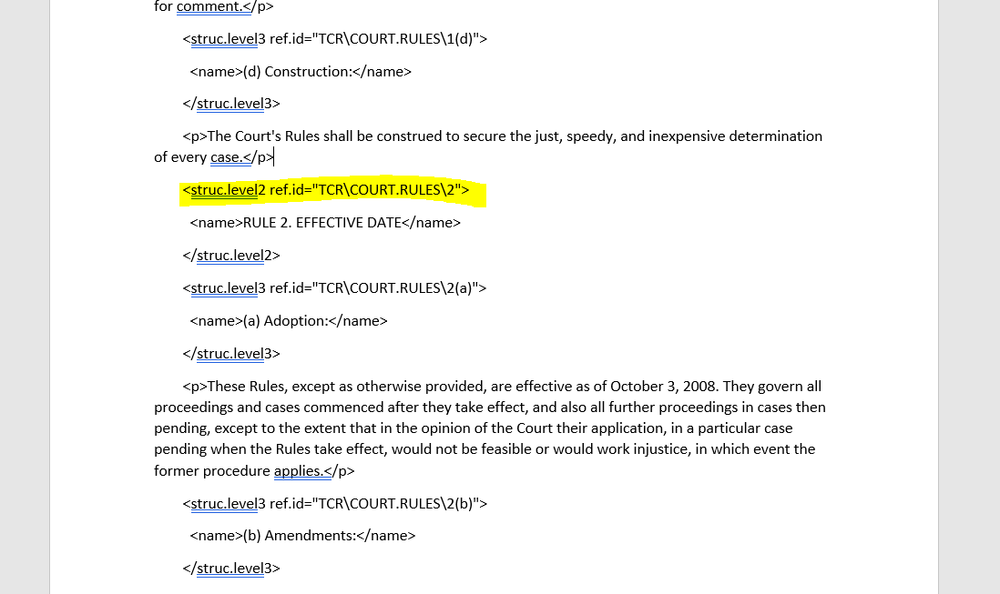 for comment.</p>
<struc.level3 ref.id="TCR\COURT.RULES\1(d)">
<name>(d) Construction:</name>
</struc.level3>
<p>The Court's Rules shall be construed to secure the just, speedy, and inexpensive determination
of every case.</p>
<struc.level2 ref.id="TCR\COURT.RULES\2">
<name>RULE 2. EFFECTIVE DATE</name>
</struc.level2>
<struc.level3 ref.id="TCR\COURT.RULES\2(a)">
<name>(a) Adoption:</name>
</struc.level3>
<p>These Rules, except as otherwise provided, are effective as of October 3, 2008. They govern all
proceedings and cases commenced after they take effect, and also all further proceedings in cases then
pending, except to the extent that in the opinion of the Court their application, in a particular case
pending when the Rules take effect, would not be feasible or would work injustice, in which event the
former procedure applies.</p>
<struc.level3 ref.id="TCR\COURT.RULES\2(b)">
<name>(b) Amendments:</name>
</struc.level3>